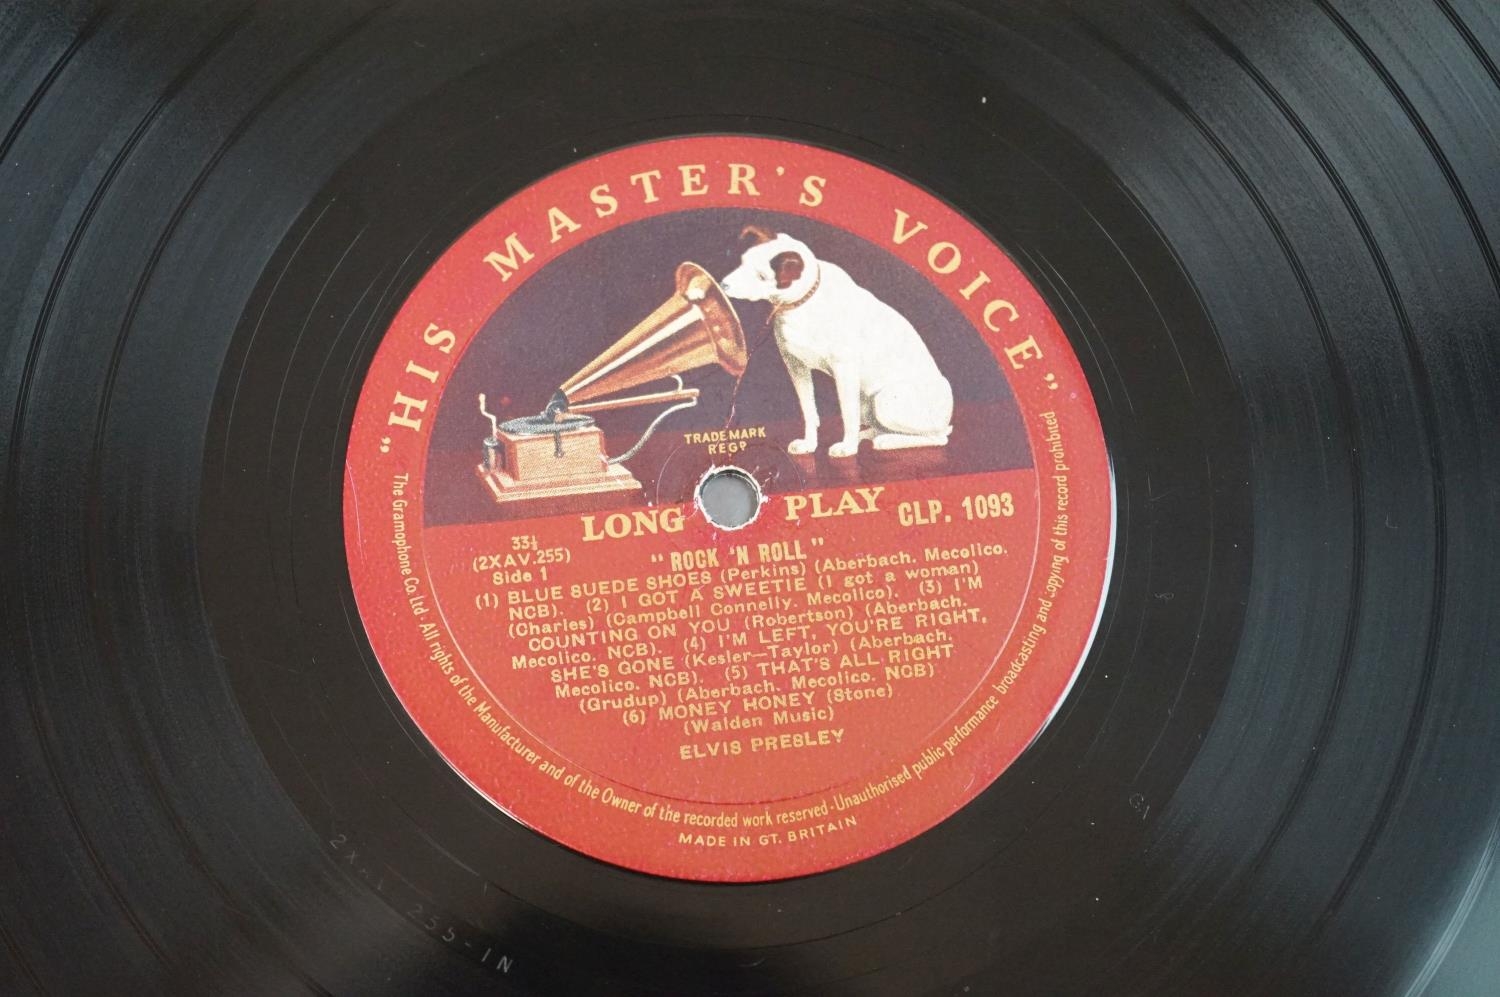 "HIS MASTER'S VOICE"
TRADE MARK
REGD
LONG PLAY CLP. 1093
33⅓
(2XAV.255)
Side 1
"ROCK 'N ROLL"
(1) BLUE SUEDE SHOES (Perkins) (Aberbach. Mecolico.
NCB). (2) I GOT A SWEETIE (I got a woman)
(Charles) (Campbell Connelly. Mecolico). (3) I'M
COUNTING ON YOU (Robertson) (Aberbach.
Mecolico. NCB). (4) I'M LEFT, YOU'RE RIGHT,
SHE'S GONE (Kesler—Taylor) (Aberbach.
Mecolico. NCB). (5) THAT'S ALL RIGHT
(Grudup) (Aberbach. Mecolico. NCB)
(6) MONEY HONEY (Stone)
(Walden Music)
ELVIS PRESLEY
The Gramophone Co. Ltd. All rights of the Manufacturer and of the Owner of the recorded work reserved · Unauthorised public performance broadcasting and copying of this record prohibited
MADE IN GT. BRITAIN
255-1N